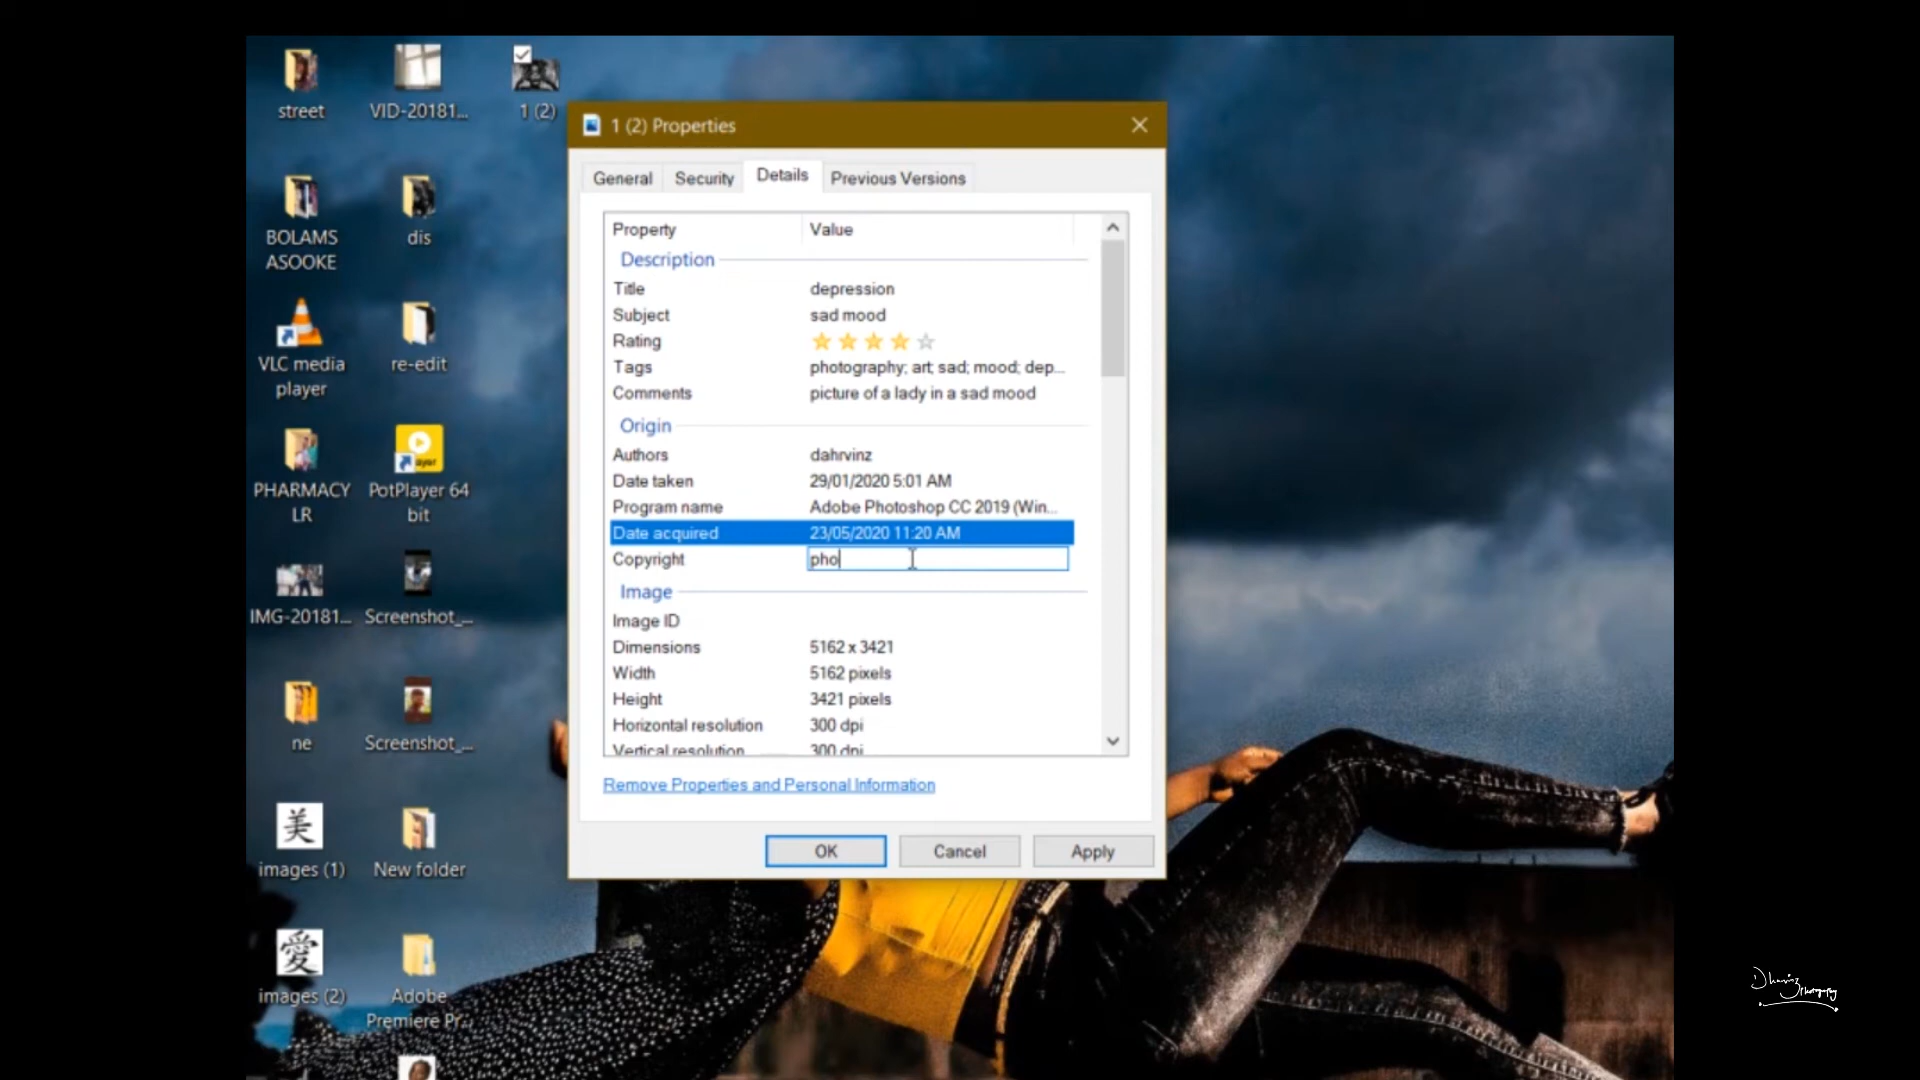 street
VID-20181...
1 (2)
BOLAMS
ASOOKE
dis
VLC media
player
re-edit
PHARMACY
LR
PotPlayer 64
bit
IMG-20181...
Screenshot_...
ne
Screenshot_...
美
images (1)
New folder
愛
images (2)
Adobe
Premiere Pr...
1 (2) Properties
General
Security
Details
Previous Versions
Property Value
Description
Title depression
Subject sad mood
Rating
Tags photography; art; sad; mood; dep...
Comments picture of a lady in a sad mood
Origin
Authors dahrvinz
Date taken 29/01/2020 5:01 AM
Program name Adobe Photoshop CC 2019 (Win...
Date acquired 23/05/2020 11:20 AM
Copyright pho
Image
Image ID
Dimensions 5162 x 3421
Width 5162 pixels
Height 3421 pixels
Horizontal resolution 300 dpi
Vertical resolution 300 dpi
Remove Properties and Personal Information
OK
Cancel
Apply